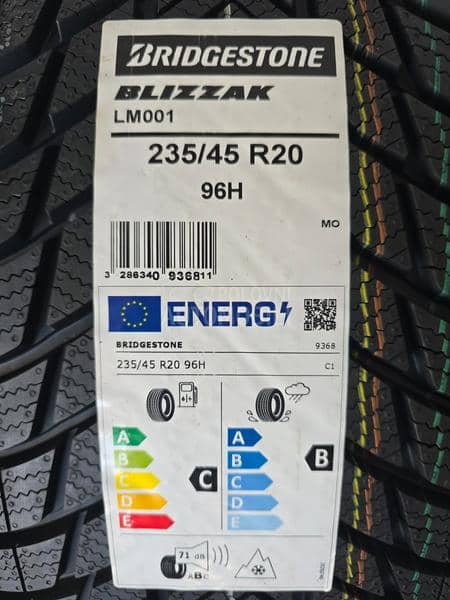 BRIDGESTONE
BLIZZAK
LM001
235/45 R20
96H
MO
3 286340 936811
ENERG
BRIDGESTONE 9368
235/45 R20 96H C1
A A
B B B
C C C
D D
E E
71 dB
ABC